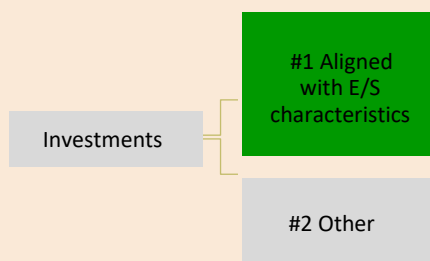 Investments
#1 Aligned
with E/S
characteristics
#2 Other